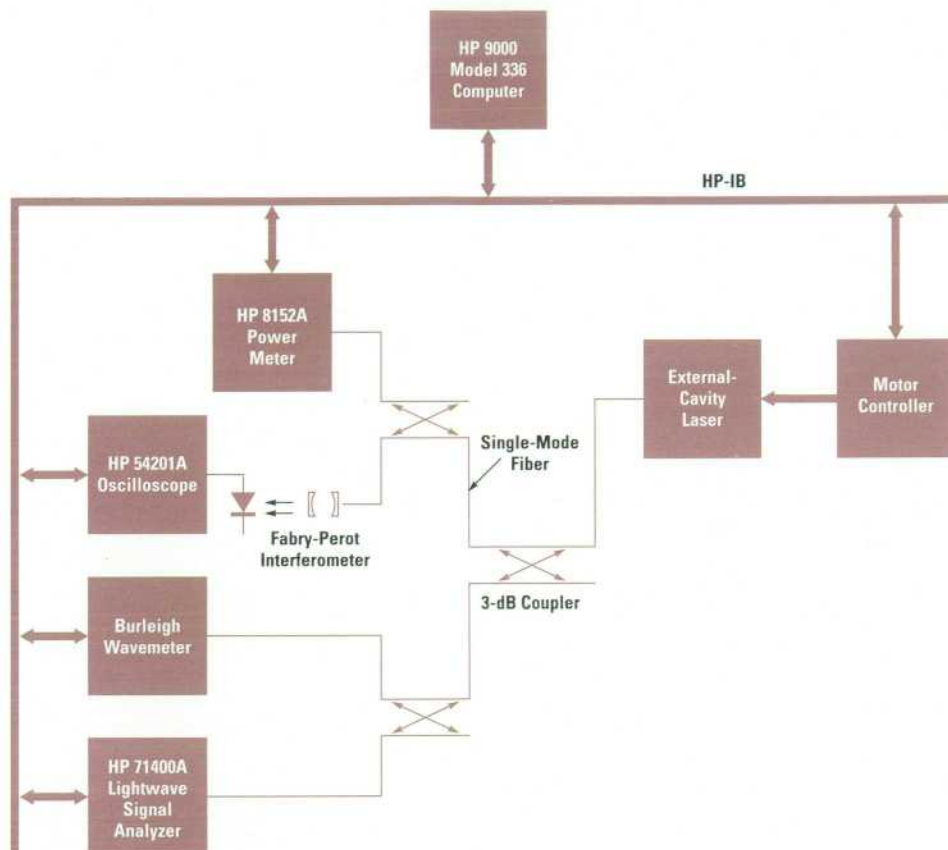 HP 9000
Model 336
Computer
HP-IB
HP 8152A
Power
Meter
External-
Cavity
Laser
Motor
Controller
Single-Mode
Fiber
HP 54201A
Oscilloscope
Fabry-Perot
Interferometer
3-dB Coupler
Burleigh
Wavemeter
HP 71400A
Lightwave
Signal
Analyzer